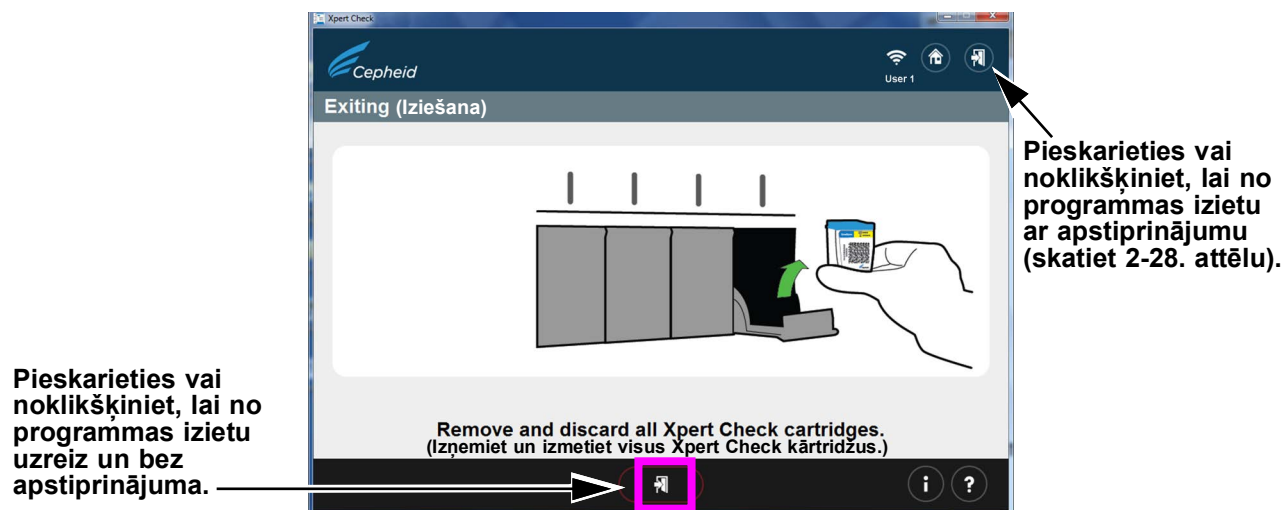 Xpert Check
Cepheid
User 1
Exiting (Iziešana)
Pieskarieties vai
noklikšķiniet, lai no
programmas izietu
ar apstiprinājumu
(skatiet 2-28. attēlu).
Pieskarieties vai
noklikšķiniet, lai no
programmas izietu
uzreiz un bez
apstiprinājuma.
Remove and discard all Xpert Check cartridges.
(Izņemiet un izmetiet visus Xpert Check kārtridžus.)
i ?